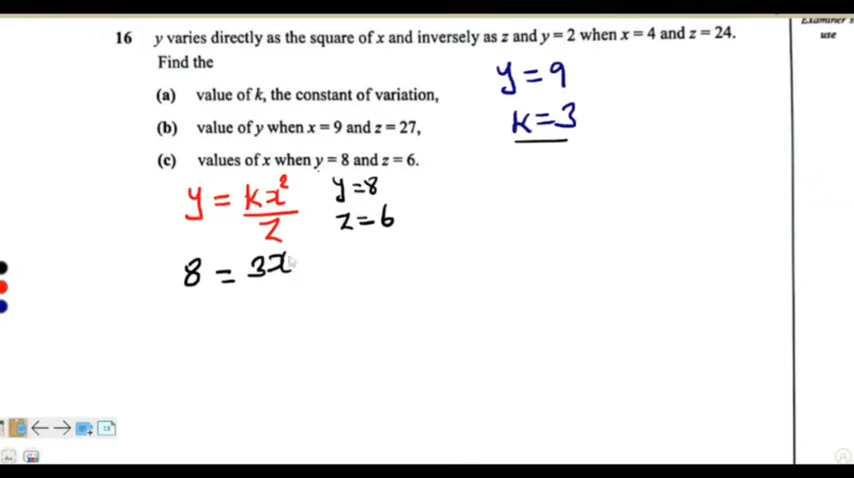 Examiner's
use
16 y varies directly as the square of x and inversely as z and y = 2 when x = 4 and z = 24.
Find the
(a) value of k, the constant of variation,
(b) value of y when x = 9 and z = 27,
(c) values of x when y = 8 and z = 6.
y = 9
k = 3
y = kx²/z
y = 8
z = 6
8 = 3x